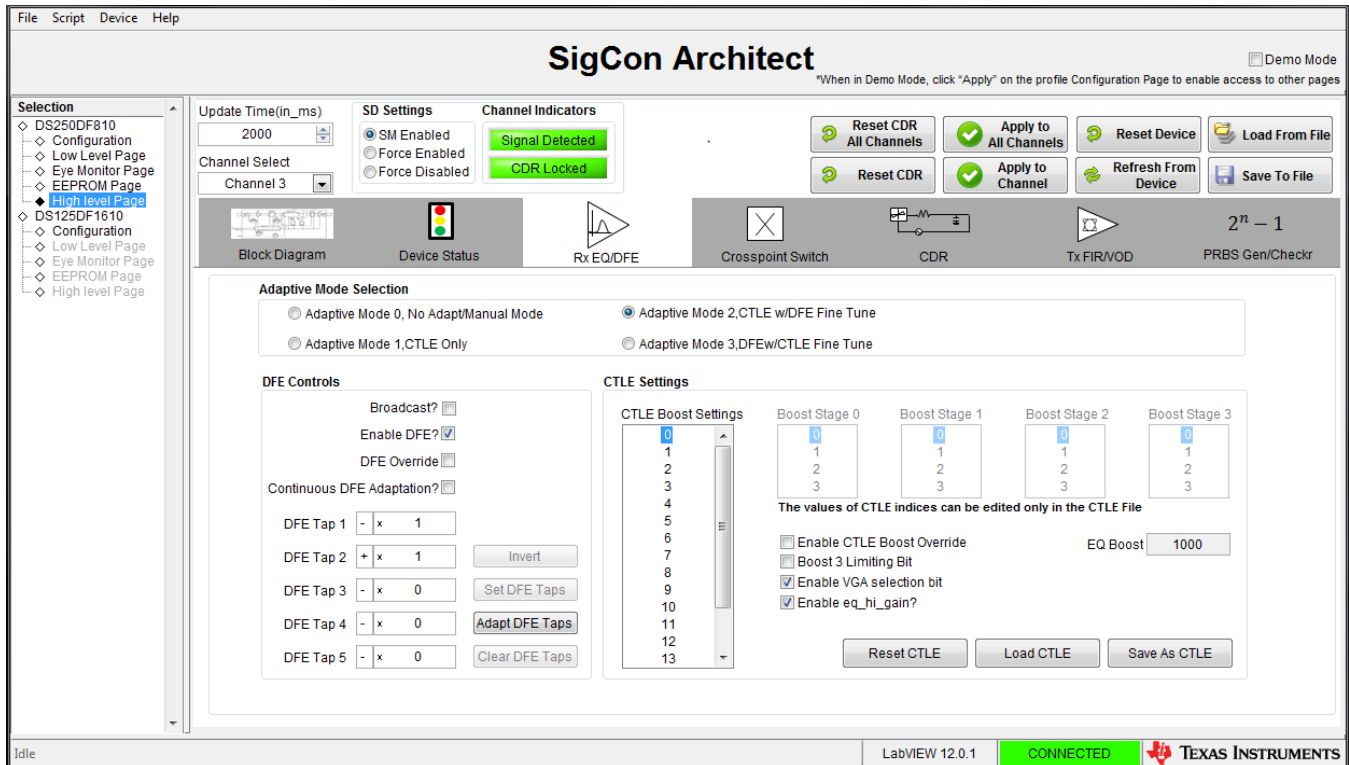 File Script Device Help
SigCon Architect
Demo Mode
*When in Demo Mode, click “Apply” on the profile Configuration Page to enable access to other pages
Selection
DS250DF810
Configuration
Low Level Page
Eye Monitor Page
EEPROM Page
High level Page
DS125DF1610
Configuration
Low Level Page
Eye Monitor Page
EEPROM Page
High level Page
Update Time(in_ms)
2000
Channel Select
Channel 3
SD Settings
SM Enabled
Force Enabled
Force Disabled
Channel Indicators
Signal Detected
CDR Locked
Reset CDR
All Channels
Apply to
All Channels
Reset Device
Load From File
Reset CDR
Apply to
Channel
Refresh From
Device
Save To File
Block Diagram
Device Status
Rx EQ/DFE
Crosspoint Switch
CDR
Tx FIR/VOD
2ⁿ − 1
PRBS Gen/Checkr
Adaptive Mode Selection
Adaptive Mode 0, No Adapt/Manual Mode
Adaptive Mode 2,CTLE w/DFE Fine Tune
Adaptive Mode 1,CTLE Only
Adaptive Mode 3,DFEw/CTLE Fine Tune
DFE Controls
Broadcast?
Enable DFE?
DFE Override
Continuous DFE Adaptation?
DFE Tap 1 - x 1
DFE Tap 2 + x 1 Invert
DFE Tap 3 - x 0 Set DFE Taps
DFE Tap 4 - x 0 Adapt DFE Taps
DFE Tap 5 - x 0 Clear DFE Taps
CTLE Settings
CTLE Boost Settings
0
1
2
3
4
5
6
7
8
9
10
11
12
13
Boost Stage 0 Boost Stage 1 Boost Stage 2 Boost Stage 3
0 0 0 0
1 1 1 1
2 2 2 2
3 3 3 3
The values of CTLE indices can be edited only in the CTLE File
Enable CTLE Boost Override
EQ Boost 1000
Boost 3 Limiting Bit
Enable VGA selection bit
Enable eq_hi_gain?
Reset CTLE Load CTLE Save As CTLE
Idle
LabVIEW 12.0.1
CONNECTED
TEXAS INSTRUMENTS